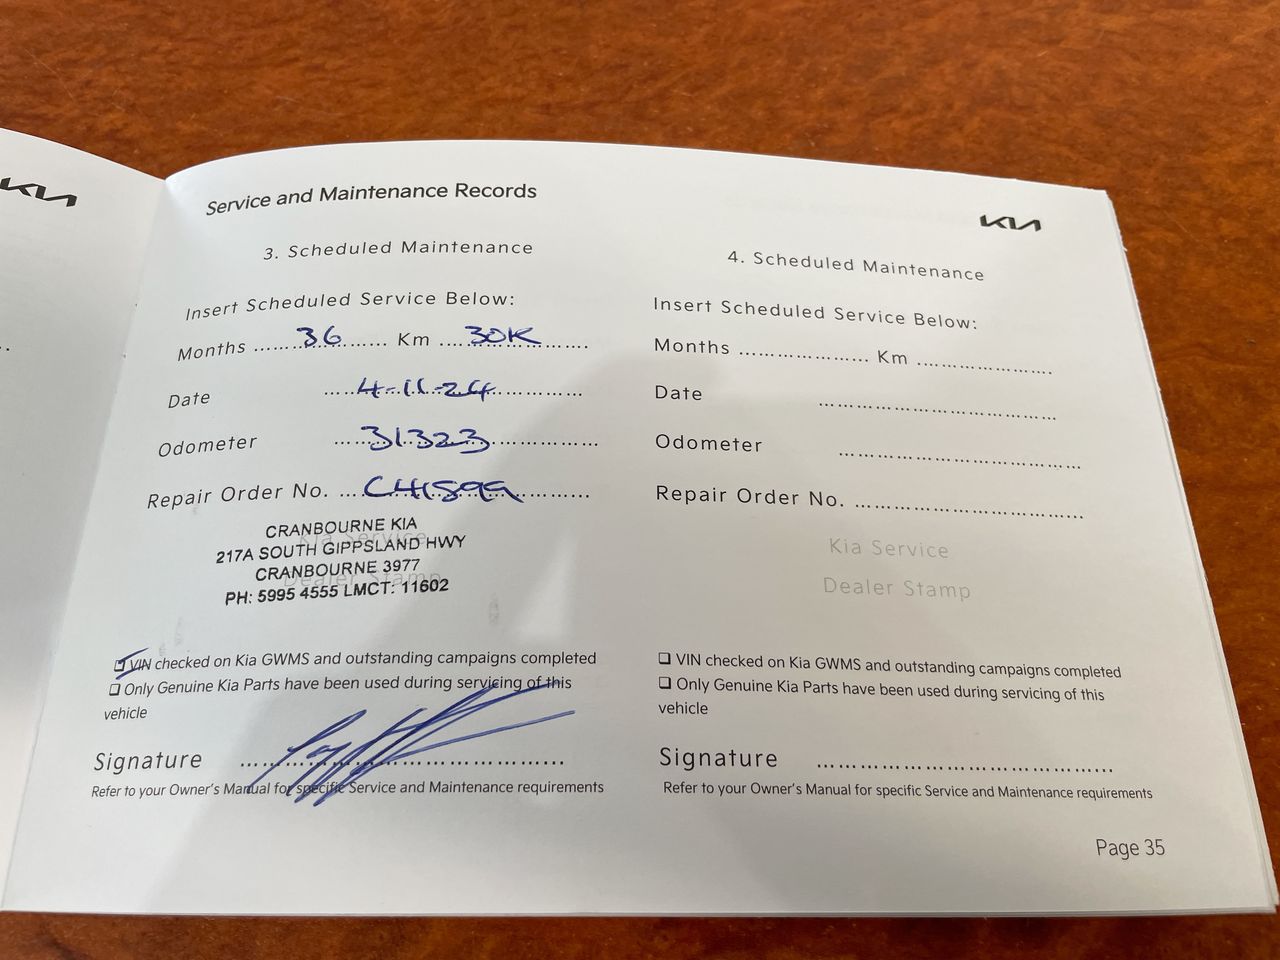 KIA
Service and Maintenance Records
KIA
3. Scheduled Maintenance
Insert Scheduled Service Below:
Months ......36...... Km ....30K......
Date ....4-11-24......
Odometer ....31323......
Repair Order No. ...
CRANBOURNE KIA
217A SOUTH GIPPSLAND HWY
CRANBOURNE 3977
PH: 5995 4555 LMCT: 11602
Kia Service
Dealer Stamp
VIN checked on Kia GWMS and outstanding campaigns completed
Only Genuine Kia Parts have been used during servicing of this
vehicle
Signature ......
Refer to your Owner's Manual for specific Service and Maintenance requirements
4. Scheduled Maintenance
Insert Scheduled Service Below:
Months ...... Km ......
Date ......
Odometer ......
Repair Order No. ......
Kia Service
Dealer Stamp
VIN checked on Kia GWMS and outstanding campaigns completed
Only Genuine Kia Parts have been used during servicing of this
vehicle
Signature ......
Refer to your Owner's Manual for specific Service and Maintenance requirements
Page 35